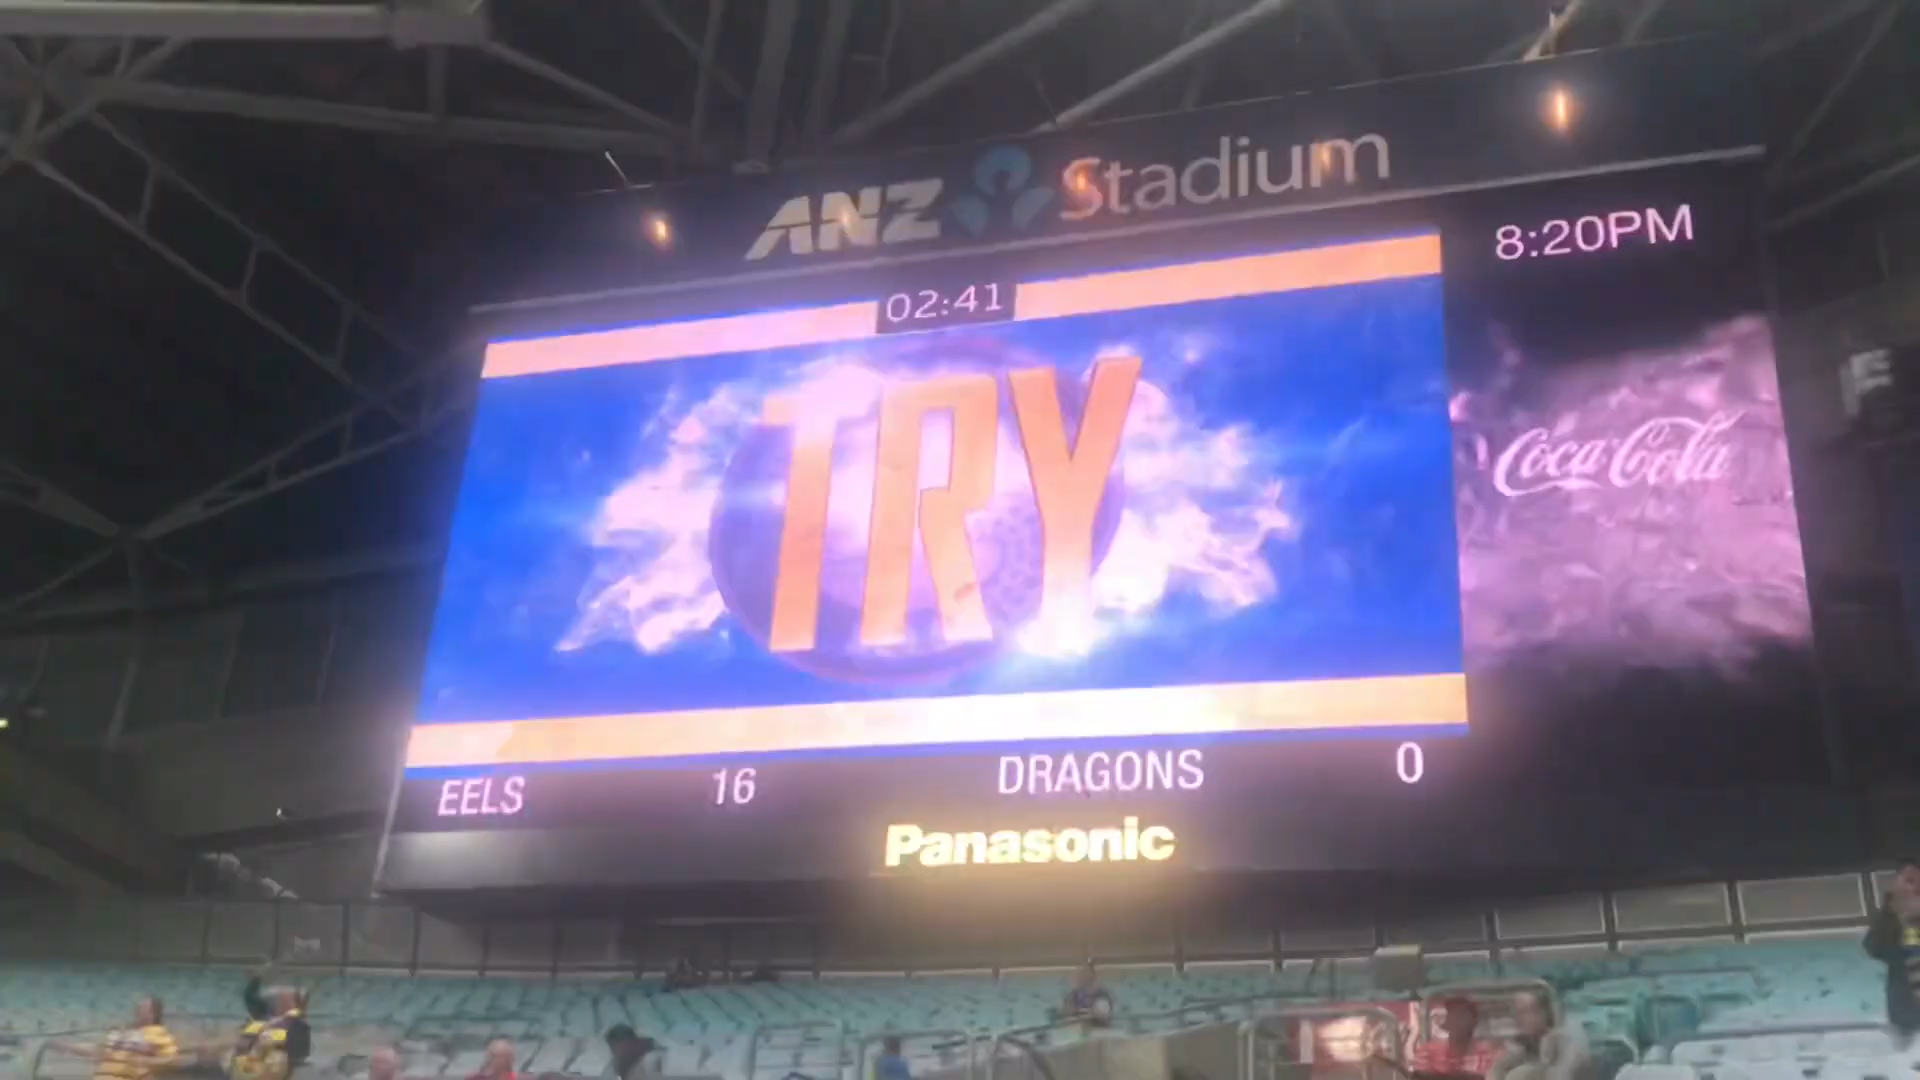 ANZ Stadium
8:20PM
02:41
TRY
Coca-Cola
EELS 16 DRAGONS 0
Panasonic